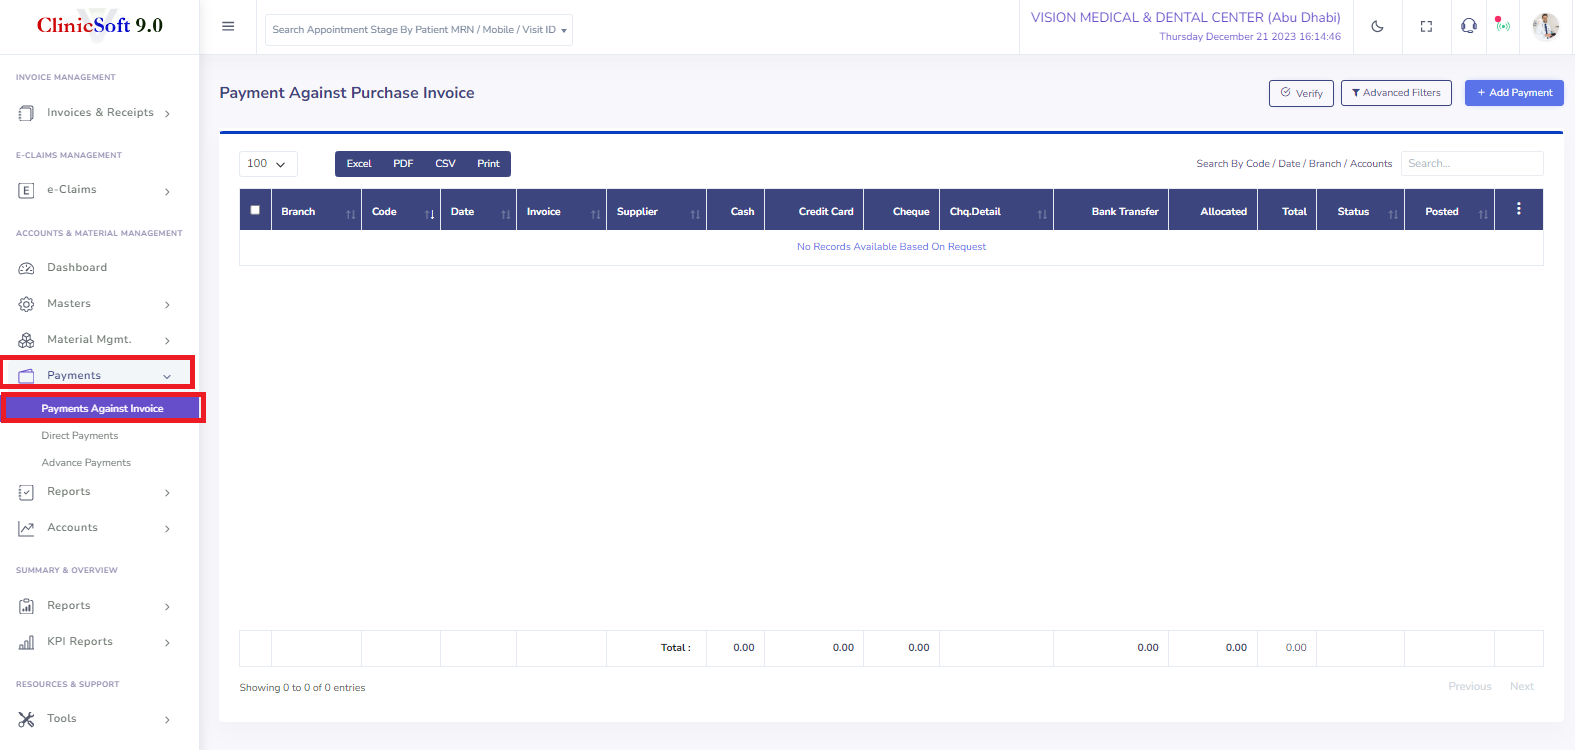 ClinicSoft 9.0
Search Appointment Stage By Patient MRN / Mobile / Visit ID
VISION MEDICAL & DENTAL CENTER (Abu Dhabi)
Thursday December 21 2023 16:14:46
INVOICE MANAGEMENT
Invoices & Receipts
E-CLAIMS MANAGEMENT
E e-Claims
ACCOUNTS & MATERIAL MANAGEMENT
Dashboard
Masters
Material Mgmt.
Payments
Payments Against Invoice
Direct Payments
Advance Payments
Reports
Accounts
SUMMARY & OVERVIEW
Reports
KPI Reports
RESOURCES & SUPPORT
Tools
Payment Against Purchase Invoice
Verify
Advanced Filters
+ Add Payment
100
Excel PDF CSV Print
Search By Code / Date / Branch / Accounts
Search...
Branch Code Date Invoice Supplier Cash Credit Card Cheque Chq.Detail Bank Transfer Allocated Total Status Posted
No Records Available Based On Request
Total : 0.00 0.00 0.00 0.00 0.00 0.00
Showing 0 to 0 of 0 entries
Previous Next